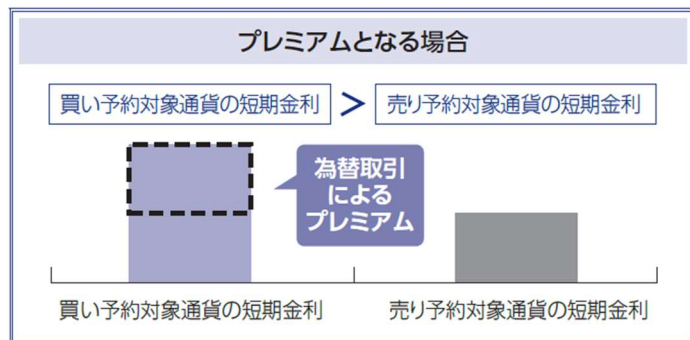 プレミアムとなる場合
買い予約対象通貨の短期金利 > 売り予約対象通貨の短期金利
為替取引
による
プレミアム
買い予約対象通貨の短期金利
売り予約対象通貨の短期金利